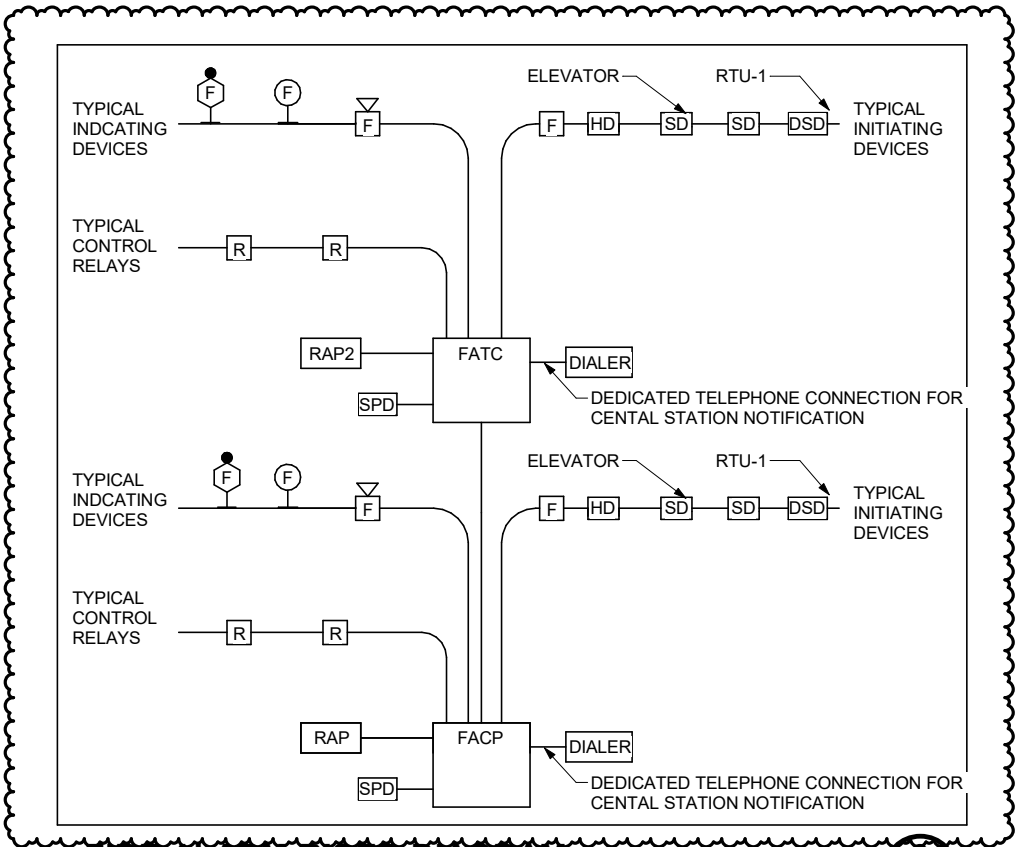 ELEVATOR
RTU-1
TYPICAL
INDCATING
DEVICES
F
F
F
F
HD
SD
SD
DSD
TYPICAL
INITIATING
DEVICES
TYPICAL
CONTROL
RELAYS
R
R
RAP2
FATC
DIALER
SPD
DEDICATED TELEPHONE CONNECTION FOR
CENTAL STATION NOTIFICATION
ELEVATOR
RTU-1
TYPICAL
INDCATING
DEVICES
F
F
F
F
HD
SD
SD
DSD
TYPICAL
INITIATING
DEVICES
TYPICAL
CONTROL
RELAYS
R
R
RAP
FACP
DIALER
SPD
DEDICATED TELEPHONE CONNECTION FOR
CENTAL STATION NOTIFICATION